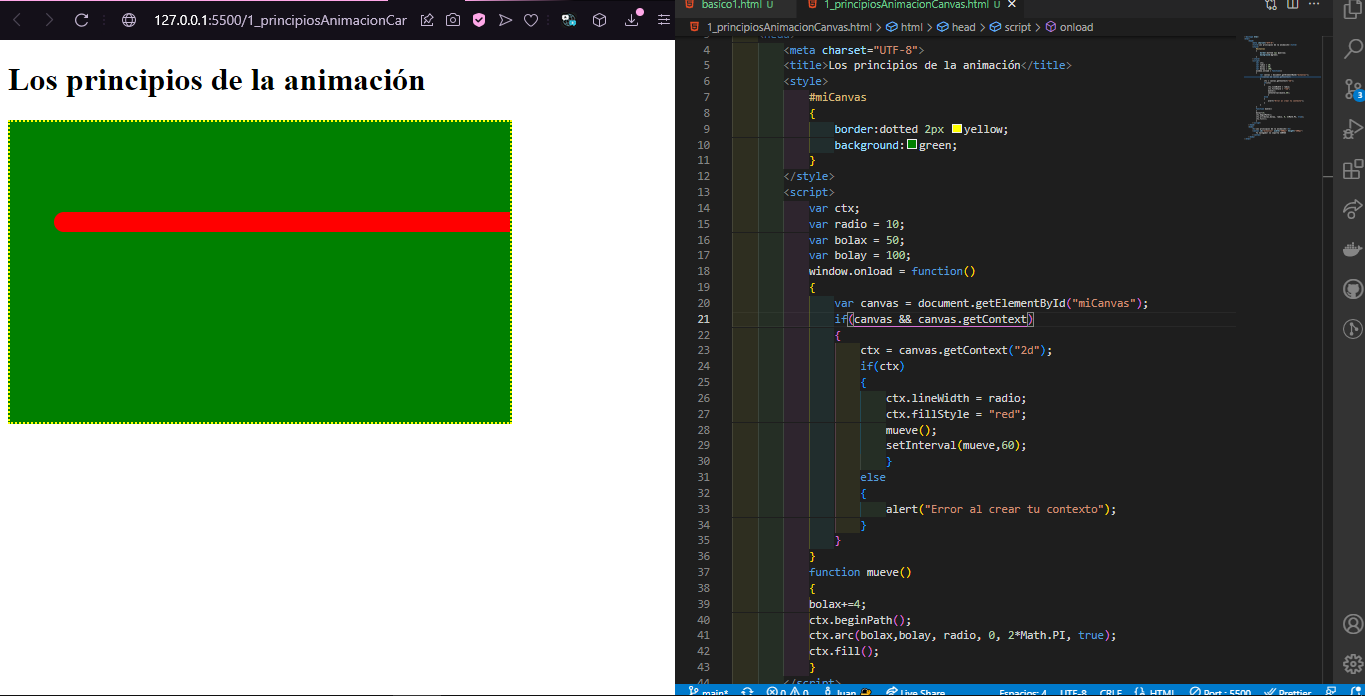 127.0.0.1:5500/1_principiosAnimacionCar
Los principios de la animación
basico1.html U
1_principiosAnimacionCanvas.html U
1_principiosAnimacionCanvas.html > html > head > script > onload
4 <meta charset="UTF-8">
5 <title>Los principios de la animación</title>
6 <style>
7 #miCanvas
8 {
9 border:dotted 2px yellow;
10 background:green;
11 }
12 </style>
13 <script>
14 var ctx;
15 var radio = 10;
16 var bolax = 50;
17 var bolay = 100;
18 window.onload = function()
19 {
20 var canvas = document.getElementById("miCanvas");
21 if(canvas && canvas.getContext)
22 {
23 ctx = canvas.getContext("2d");
24 if(ctx)
25 {
26 ctx.lineWidth = radio;
27 ctx.fillStyle = "red";
28 mueve();
29 setInterval(mueve,60);
30 }
31 else
32 {
33 alert("Error al crear tu contexto");
34 }
35 }
36 }
37 function mueve()
38 {
39 bolax+=4;
40 ctx.beginPath();
41 ctx.arc(bolax,bolay, radio, 0, 2*Math.PI, true);
42 ctx.fill();
43 }
44 </script>
3
main* 0 0 Juan Live Share Espacios: 4 UTF-8 CRLF {} HTML Port : 5500 Prettier